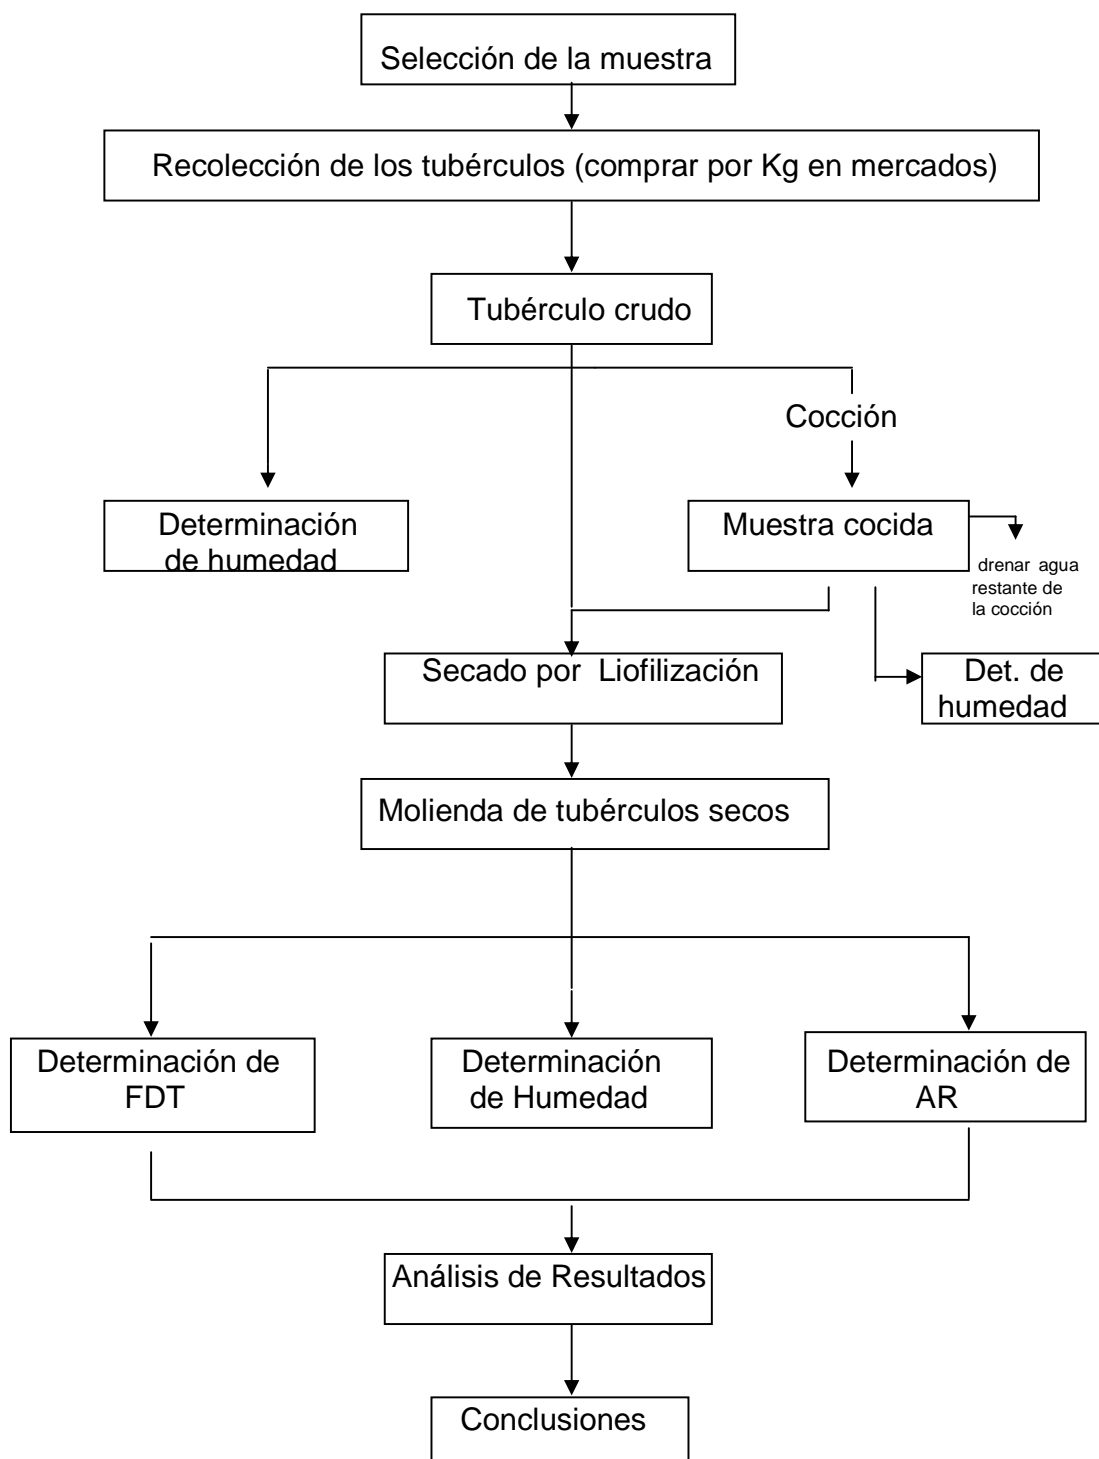 Selección de la muestra
Recolección de los tubérculos (comprar por Kg en mercados)
Tubérculo crudo
Cocción
Determinación
de humedad
Muestra cocida
drenar agua
restante de
la cocción
Secado por Liofilización
Det. de
humedad
Molienda de tubérculos secos
Determinación de
FDT
Determinación
de Humedad
Determinación de
AR
Análisis de Resultados
Conclusiones